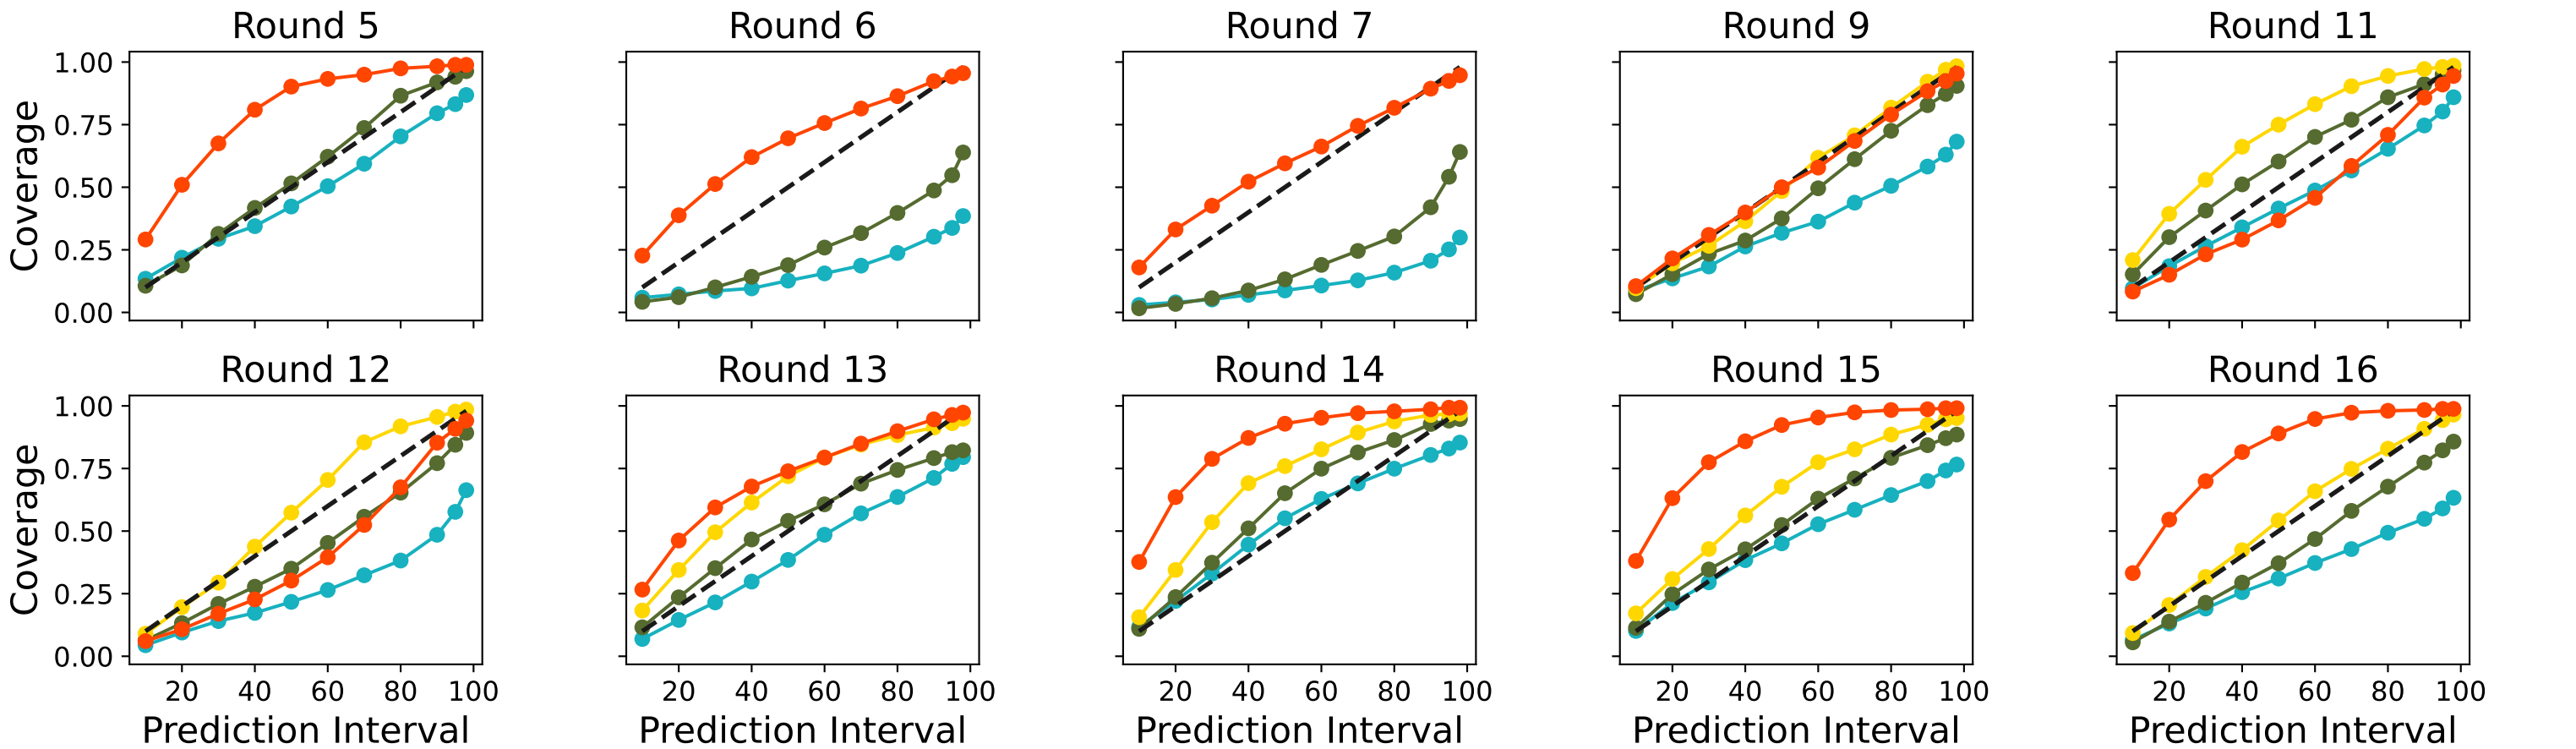 Round 5
Round 6
Round 7
Round 9
Round 11
1.00
0.75
0.50
0.25
0.00
Coverage
Round 12
Round 13
Round 14
Round 15
Round 16
1.00
0.75
0.50
0.25
0.00
Coverage
20 40 60 80 100
20 40 60 80 100
20 40 60 80 100
20 40 60 80 100
20 40 60 80 100
Prediction Interval
Prediction Interval
Prediction Interval
Prediction Interval
Prediction Interval